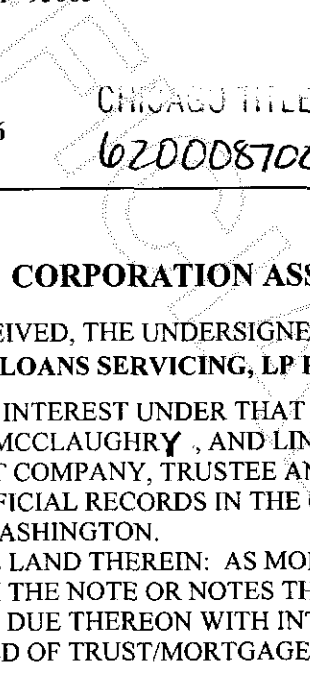 CHICAGO TITLE
620008700
CORPORATION ASS
EIVED, THE UNDERSIGNE
LOANS SERVICING, LP
INTEREST UNDER THAT
MCCLAUGHRY , AND LIN
COMPANY, TRUSTEE AN
FICIAL RECORDS IN THE
ASHINGTON.
LAND THEREIN: AS MO
THE NOTE OR NOTES TH
DUE THEREON WITH INT
D OF TRUST/MORTGAGE